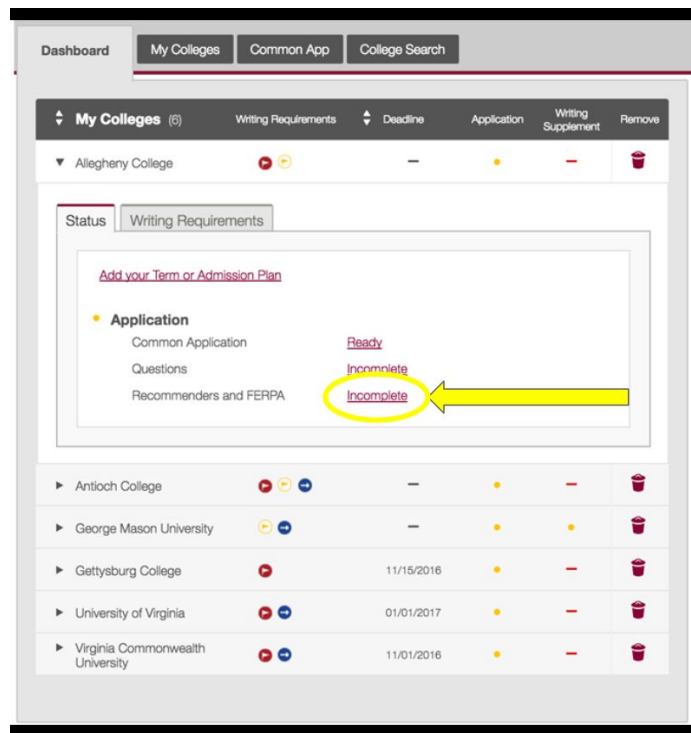 Dashboard My Colleges Common App College Search
My Colleges (6) Writing Requirements Deadline Application Writing Supplement Remove
Allegheny College
Status Writing Requirements
Add your Term or Admission Plan
Application
Common Application Ready
Questions Incomplete
Recommenders and FERPA Incomplete
Antioch College
George Mason University
Gettysburg College 11/15/2016
University of Virginia 01/01/2017
Virginia Commonwealth
University 11/01/2016